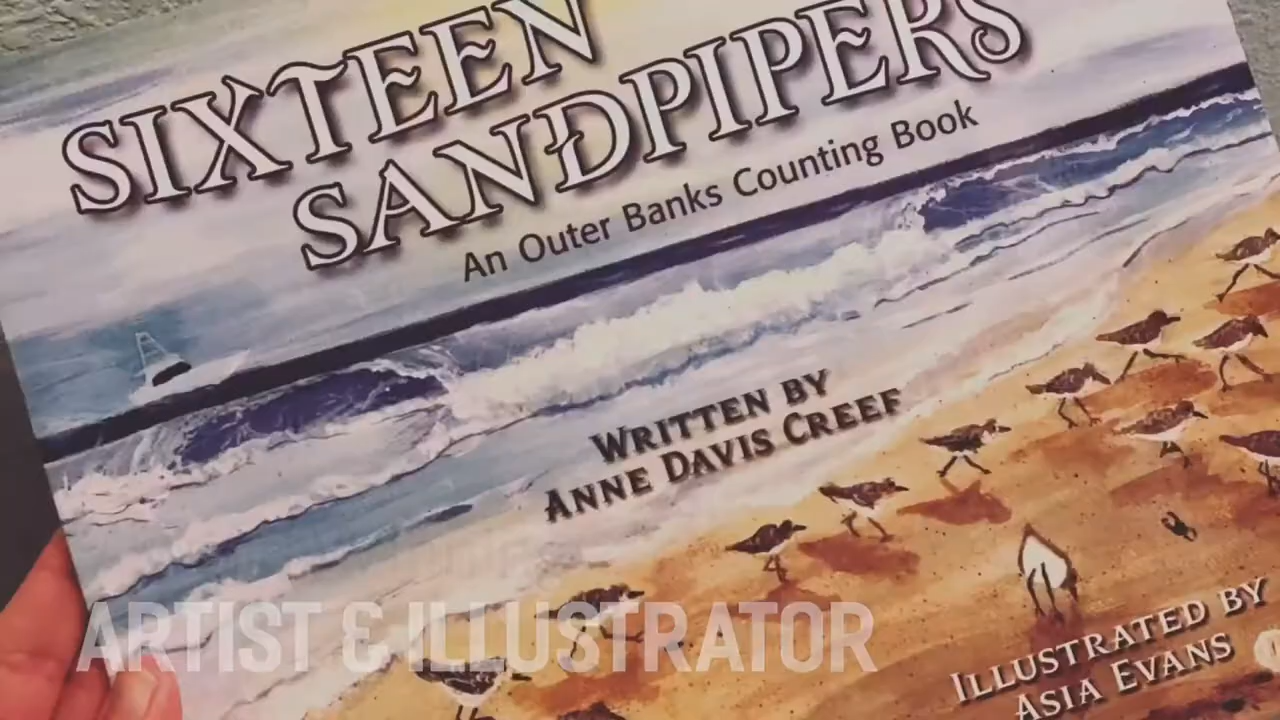 SIXTEEN
SANDPIPERS
An Outer Banks Counting Book
WRITTEN BY
ANNE DAVIS CREEF
ARTIST & ILLUSTRATOR
ILLUSTRATED BY
ASIA EVANS